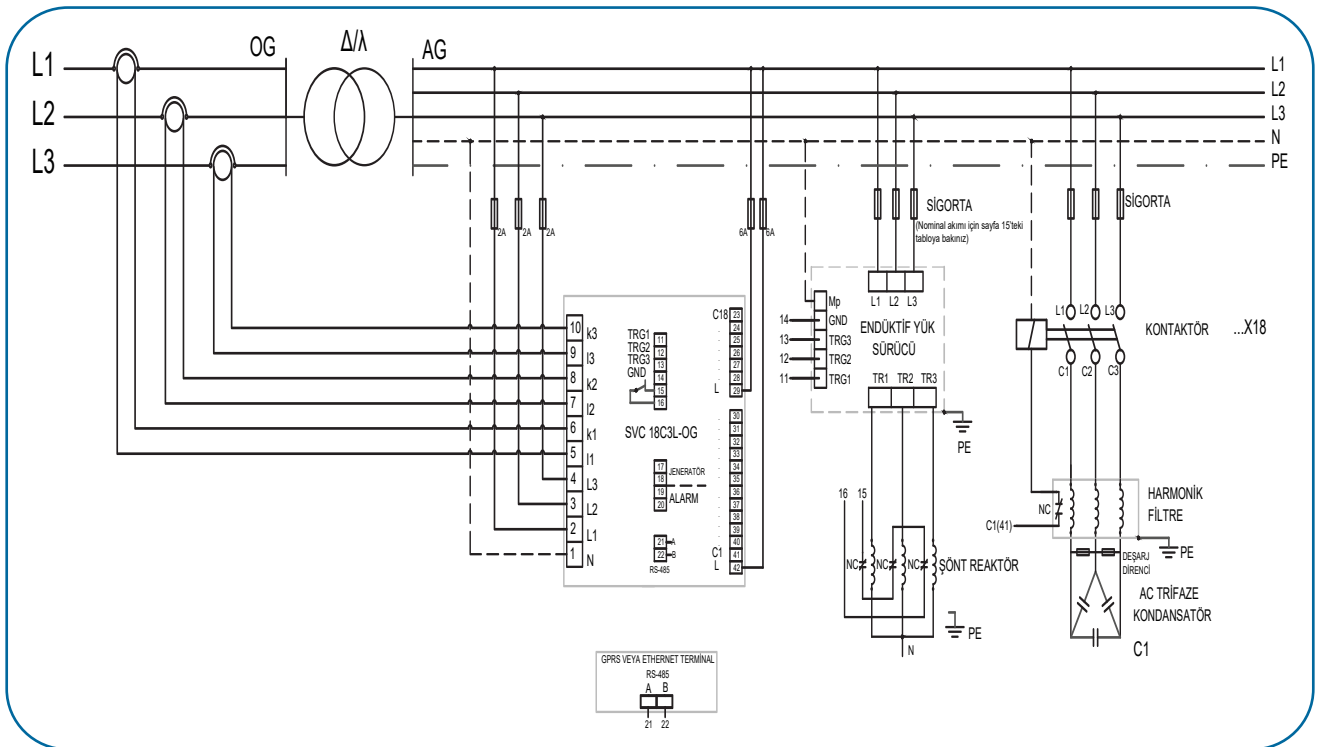 OG
Δ/λ
AG
L1
L2
L3
L1
L2
L3
N
PE
2A
2A
2A
6A
6A
SİGORTA
(Nominal akımı için sayfa 15'teki
tabloya bakınız)
SİGORTA
10
9
8
7
6
5
4
3
2
1
k3
l3
k2
l2
k1
l1
L3
L2
L1
N
TRG1
TRG2
TRG3
GND
11
12
13
14
15
16
SVC 18C3L-OG
17
18
19
20
JENERATÖR
ALARM
21
22
A
B
RS-485
C18
L
23
24
25
26
27
28
29
30
31
32
33
34
35
36
37
38
39
40
41
42
C1
L
Mp
GND
TRG3
TRG2
TRG1
14
13
12
11
L1
L2
L3
ENDÜKTİF YÜK
SÜRÜCÜ
TR1
TR2
TR3
PE
16
15
NC
NC
NC
ŞÖNT REAKTÖR
PE
N
L1
L2
L3
KONTAKTÖR
...X18
C1
C2
C3
NC
C1(41)
HARMONİK
FİLTRE
PE
DEŞARJ
DİRENCİ
AC TRİFAZE
KONDANSATÖR
C1
GPRS VEYA ETHERNET TERMİNAL
RS-485
A
B
21
22